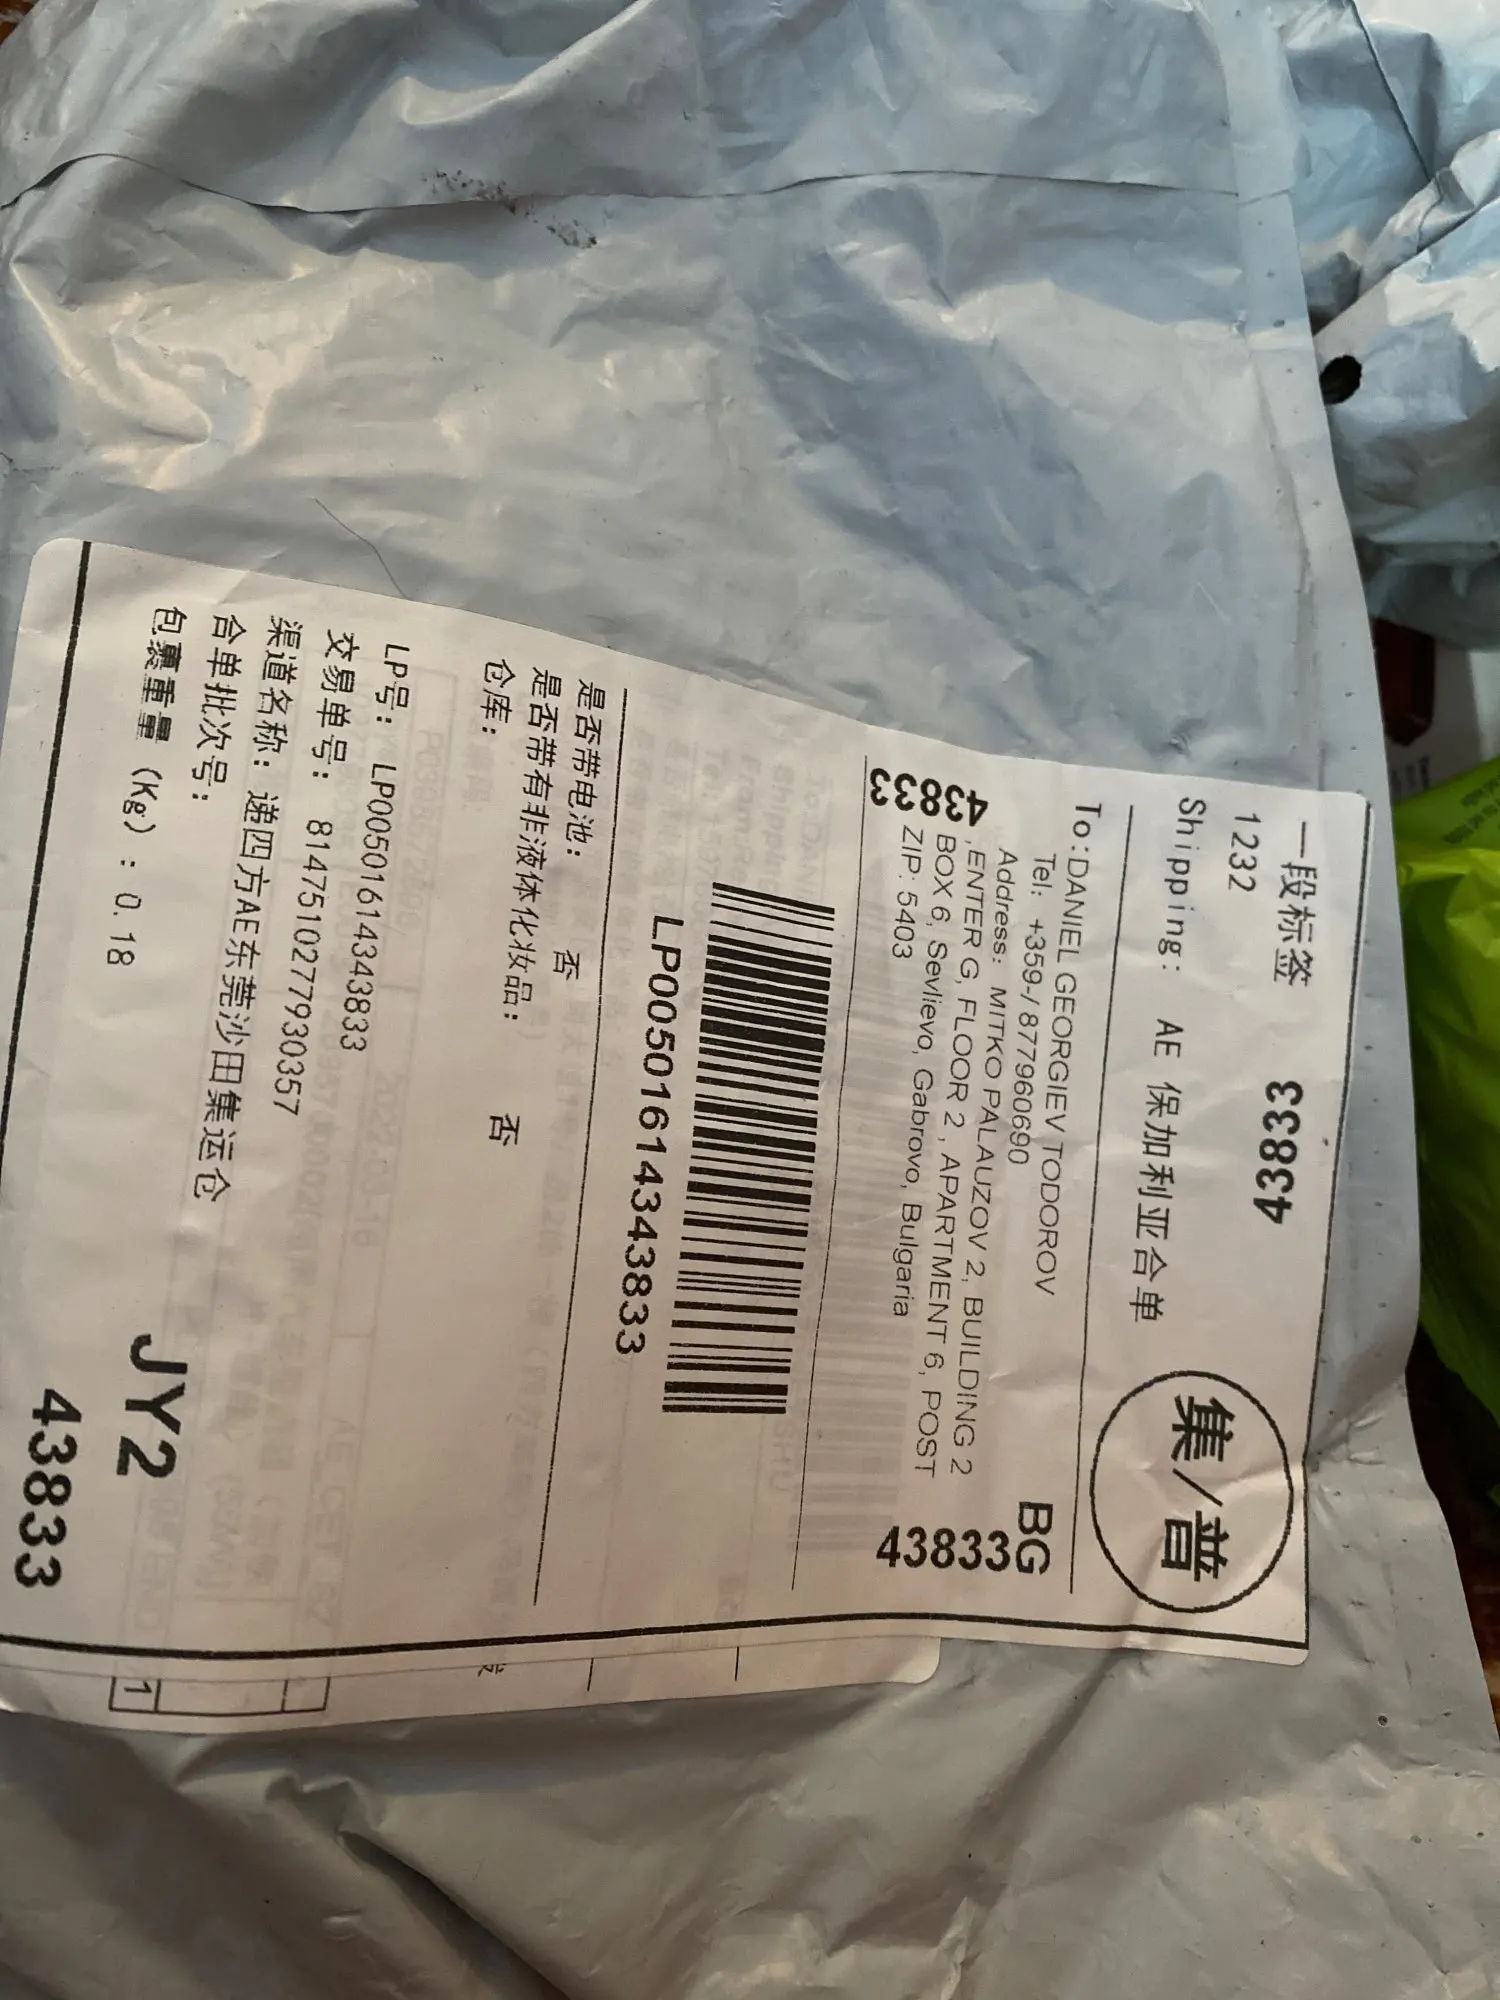 一段标签 43833
1232
Shipping: AE 保加利亚合单
集/普
To:DANIEL GEORGIEV TODOROV
Tel: +359-/ 877960690
BG
Address: MITKO PALAUZOV 2, BUILDING 2
,ENTER G, FLOOR 2 , APARTMENT 6, POST
BOX 6, Sevlievo, Gabrovo, Bulgaria
ZIP: 5403
43833
43833
LP00501614343833
是否带电池: 否
是否带有非液体化妆品: 否
仓库:
LP号: LP00501614343833
交易单号: 8147510277930357
渠道名称: 递四方AE东莞沙田集运仓
合单批次号:
包裹重量 (Kg) : 0.18
JY2
43833
1